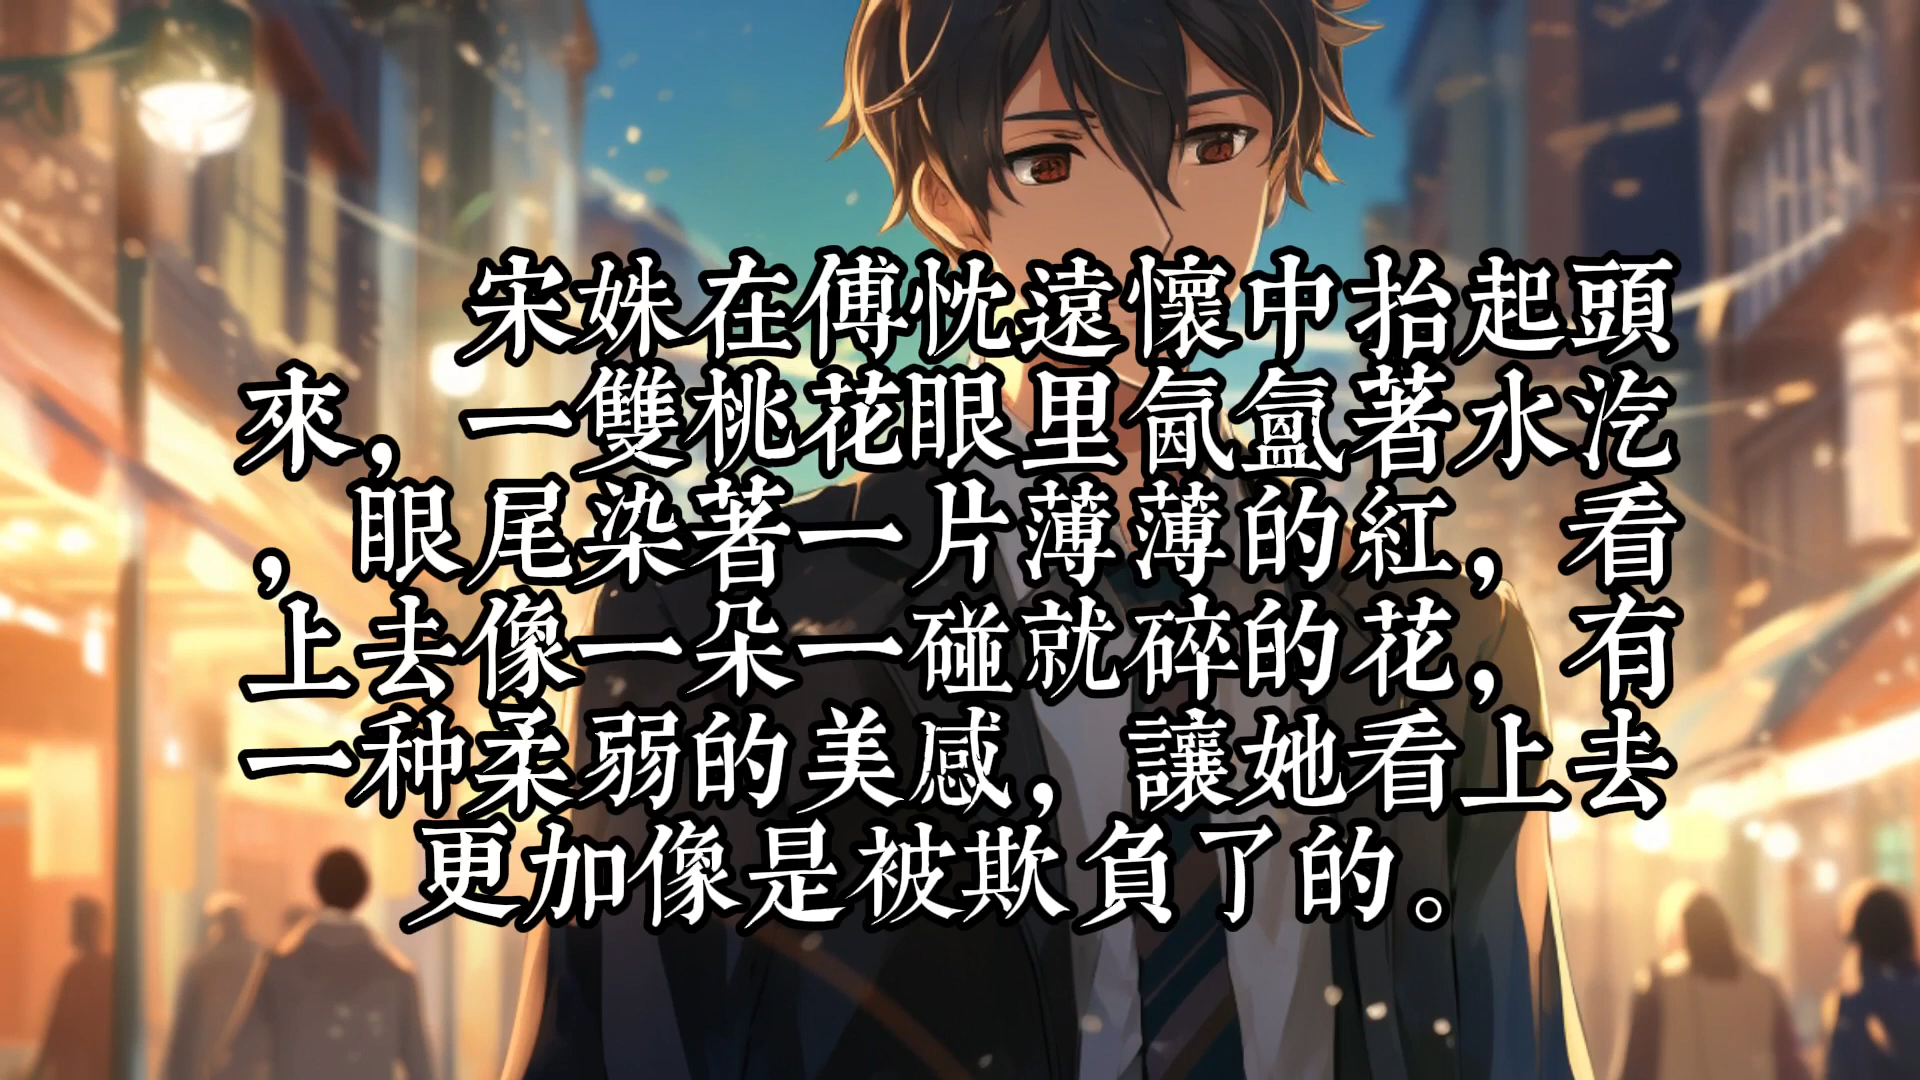 宋姝在傅忱遠懷中抬起頭
來，一雙桃花眼里氤氳著水汔
，眼尾染著一片薄薄的紅，看
上去像一朵一碰就碎的花，有
一种柔弱的美感，讓她看上去
更加像是被欺負了的。